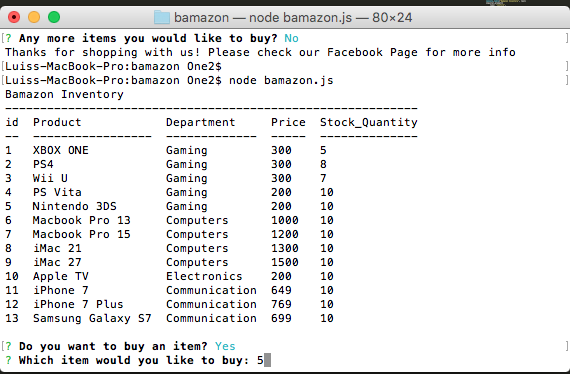 bamazon — node bamazon.js — 80×24
[? Any more items you would like to buy? No ]
Thanks for shopping with us! Please check our Facebook Page for more info
[Luiss-MacBook-Pro:bamazon One2$ ]
[Luiss-MacBook-Pro:bamazon One2$ node bamazon.js ]
Bamazon Inventory
-----------------------------------------------------------
id  Product            Department     Price  Stock_Quantity
--  -----------------  -------------  -----  --------------
1   XBOX ONE           Gaming         300    5
2   PS4                Gaming         300    8
3   Wii U              Gaming         300    7
4   PS Vita            Gaming         200    10
5   Nintendo 3DS       Gaming         200    10
6   Macbook Pro 13     Computers      1000   10
7   Macbook Pro 15     Computers      1200   10
8   iMac 21            Computers      1300   10
9   iMac 27            Computers      1500   10
10  Apple TV           Electronics    200    10
11  iPhone 7           Communication  649    10
12  iPhone 7 Plus      Communication  769    10
13  Samsung Galaxy S7  Communication  699    10
[? Do you want to buy an item? Yes ]
? Which item would you like to buy: 5